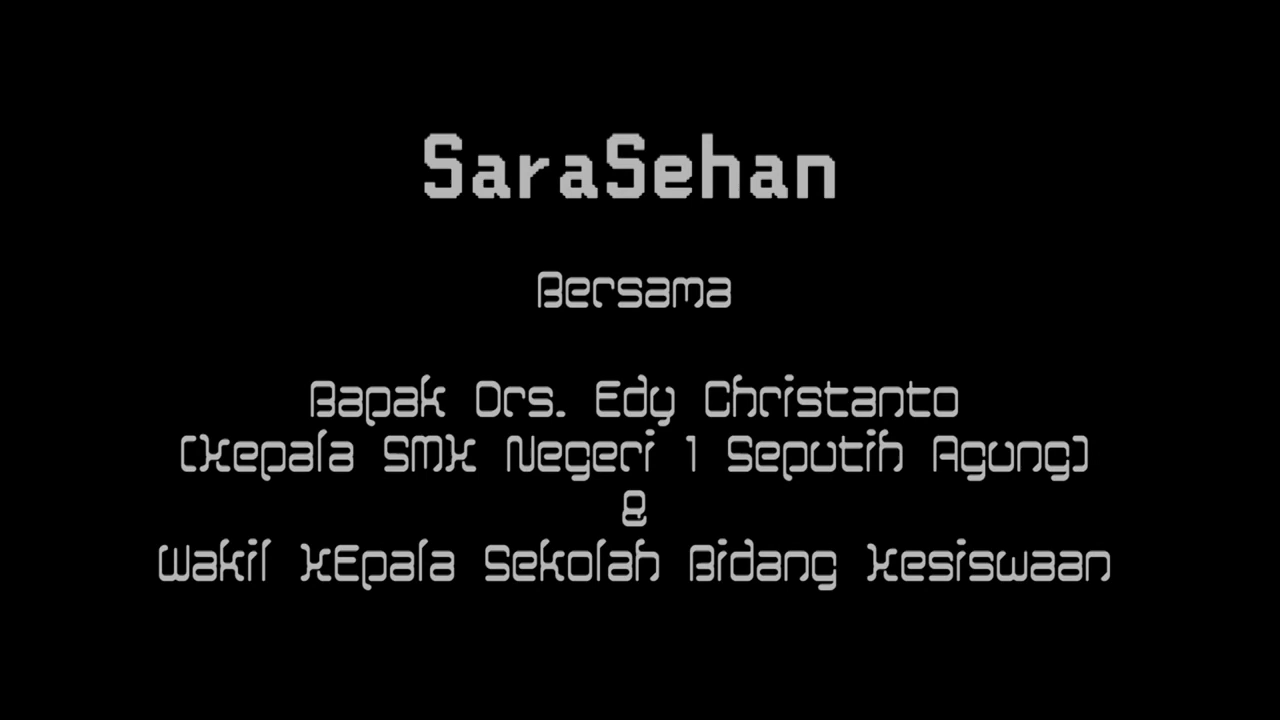 SaraSehan
Bersama
Bapak Drs. Edy Christanto
(Kepala SMK Negeri 1 Seputih Agung)
&
Wakil KEpala Sekolah Bidang Kesiswaan